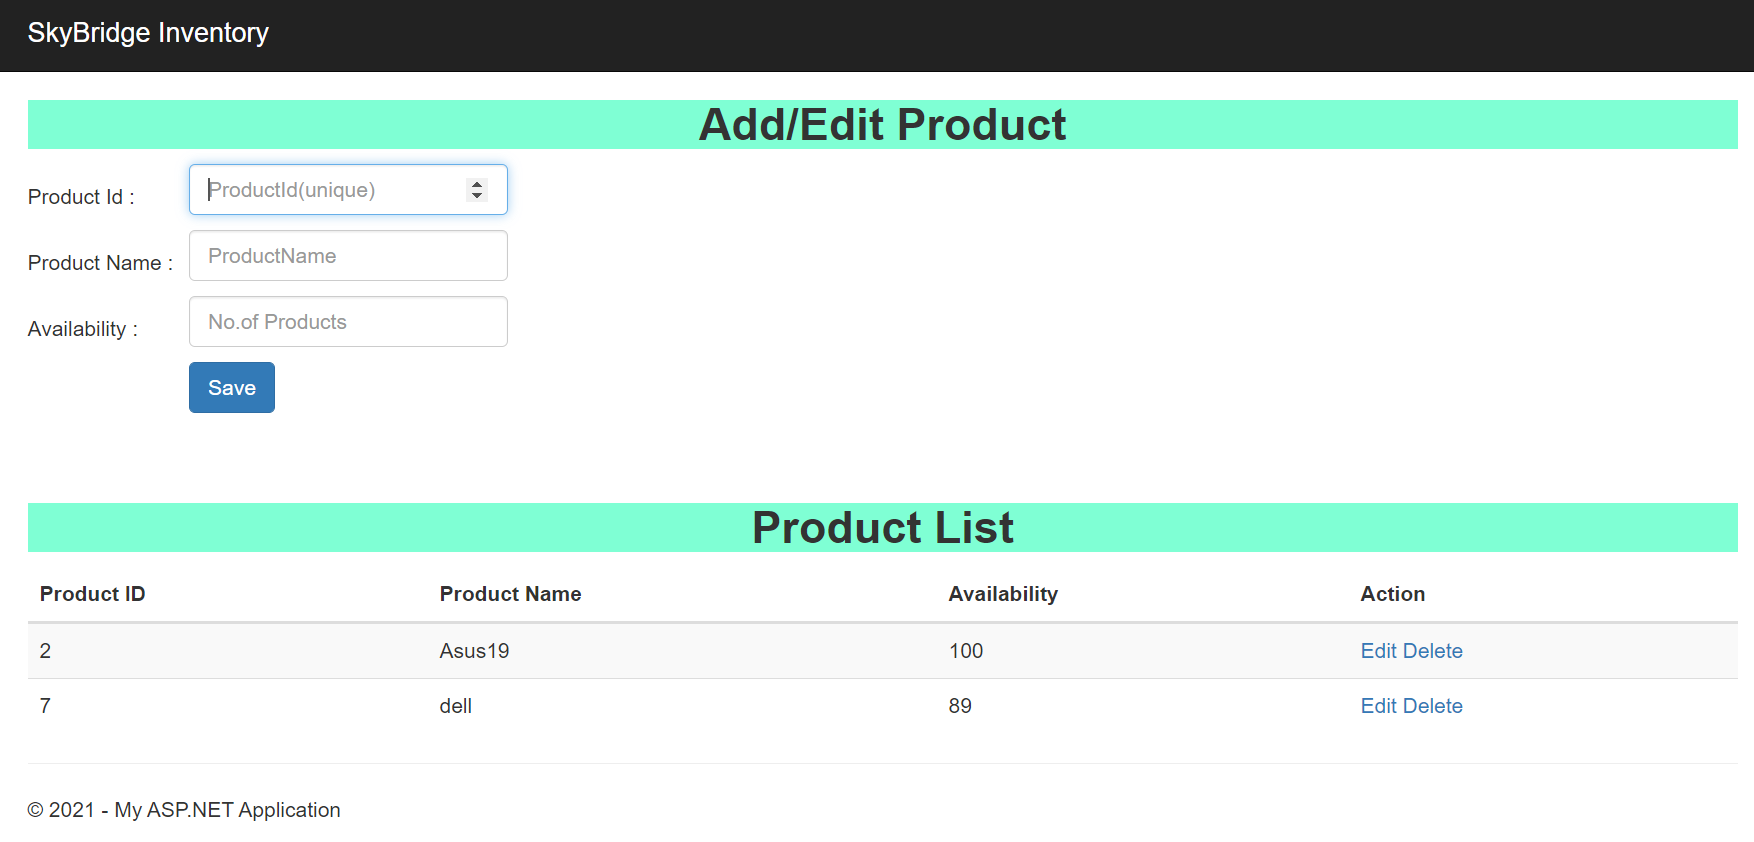 SkyBridge Inventory
Add/Edit Product
Product Id : ProductId(unique)
Product Name : ProductName
Availability : No.of Products
Save
Product List
Product ID Product Name Availability Action
2 Asus19 100 Edit Delete
7 dell 89 Edit Delete
© 2021 - My ASP.NET Application